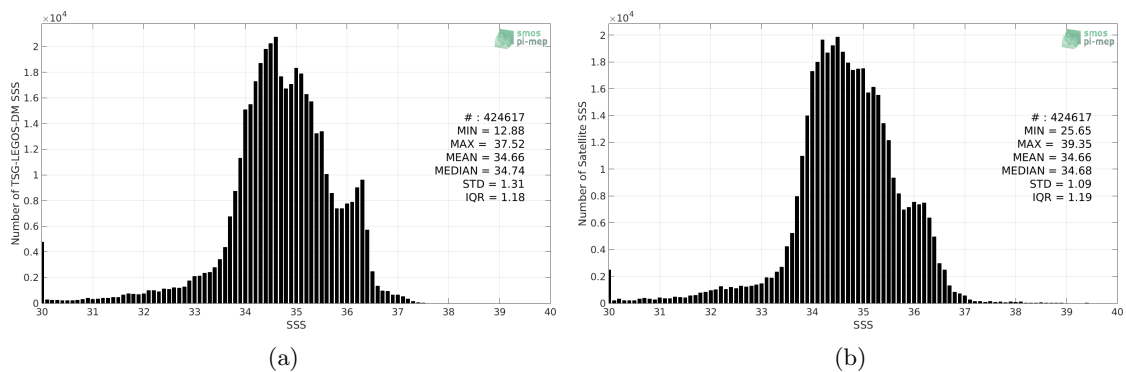 ×10⁴
2
1.8
1.6
1.4
1.2
1
0.8
0.6
0.4
0.2
0
Number of TSG-LEGOS-DM SSS
smos
pi-mep
# : 424617
MIN = 12.88
MAX = 37.52
MEAN = 34.66
MEDIAN = 34.74
STD = 1.31
IQR = 1.18
30 31 32 33 34 35 36 37 38 39 40
SSS
(a)
×10⁴
2
1.8
1.6
1.4
1.2
1
0.8
0.6
0.4
0.2
0
Number of Satellite SSS
smos
pi-mep
# : 424617
MIN = 25.65
MAX = 39.35
MEAN = 34.66
MEDIAN = 34.68
STD = 1.09
IQR = 1.19
30 31 32 33 34 35 36 37 38 39 40
SSS
(b)